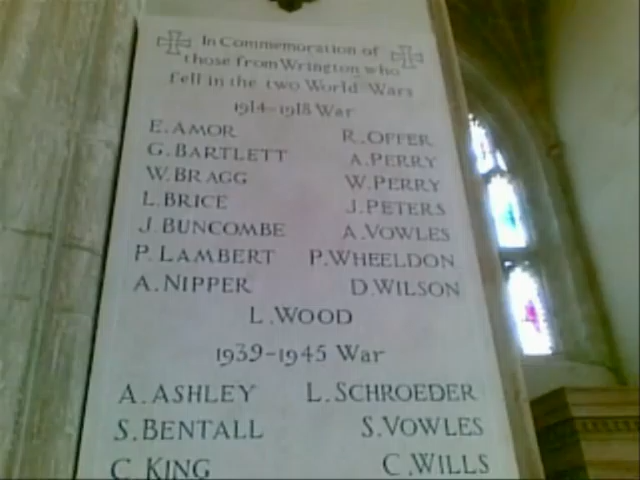 In Commemoration of
those from Wrington who
fell in the two World Wars
1914-1918 War
E. AMOR R. OFFER
G. BARTLETT A. PERRY
W. BRAGG W. PERRY
L. BRICE J. PETERS
J. BUNCOMBE A. VOWLES
P. LAMBERT P. WHEELDON
A. NIPPER D. WILSON
L. WOOD
1939-1945 War
A. ASHLEY L. SCHROEDER
S. BENTALL S. VOWLES
C. KING C. WILLS